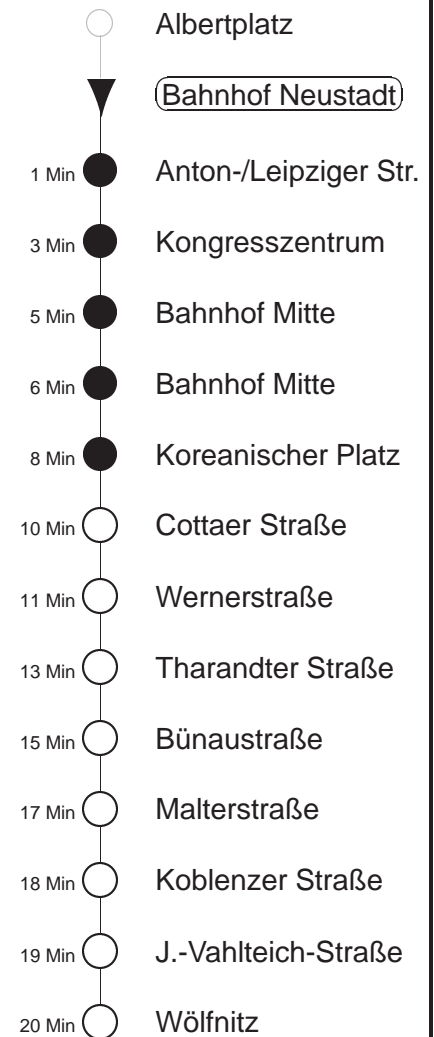 Albertplatz
Bahnhof Neustadt
1 Min Anton-/Leipziger Str.
3 Min Kongresszentrum
5 Min Bahnhof Mitte
6 Min Bahnhof Mitte
8 Min Koreanischer Platz
10 Min Cottaer Straße
11 Min Wernerstraße
13 Min Tharandter Straße
15 Min Bünaustraße
17 Min Malterstraße
18 Min Koblenzer Straße
19 Min J.-Vahlteich-Straße
20 Min Wölfnitz